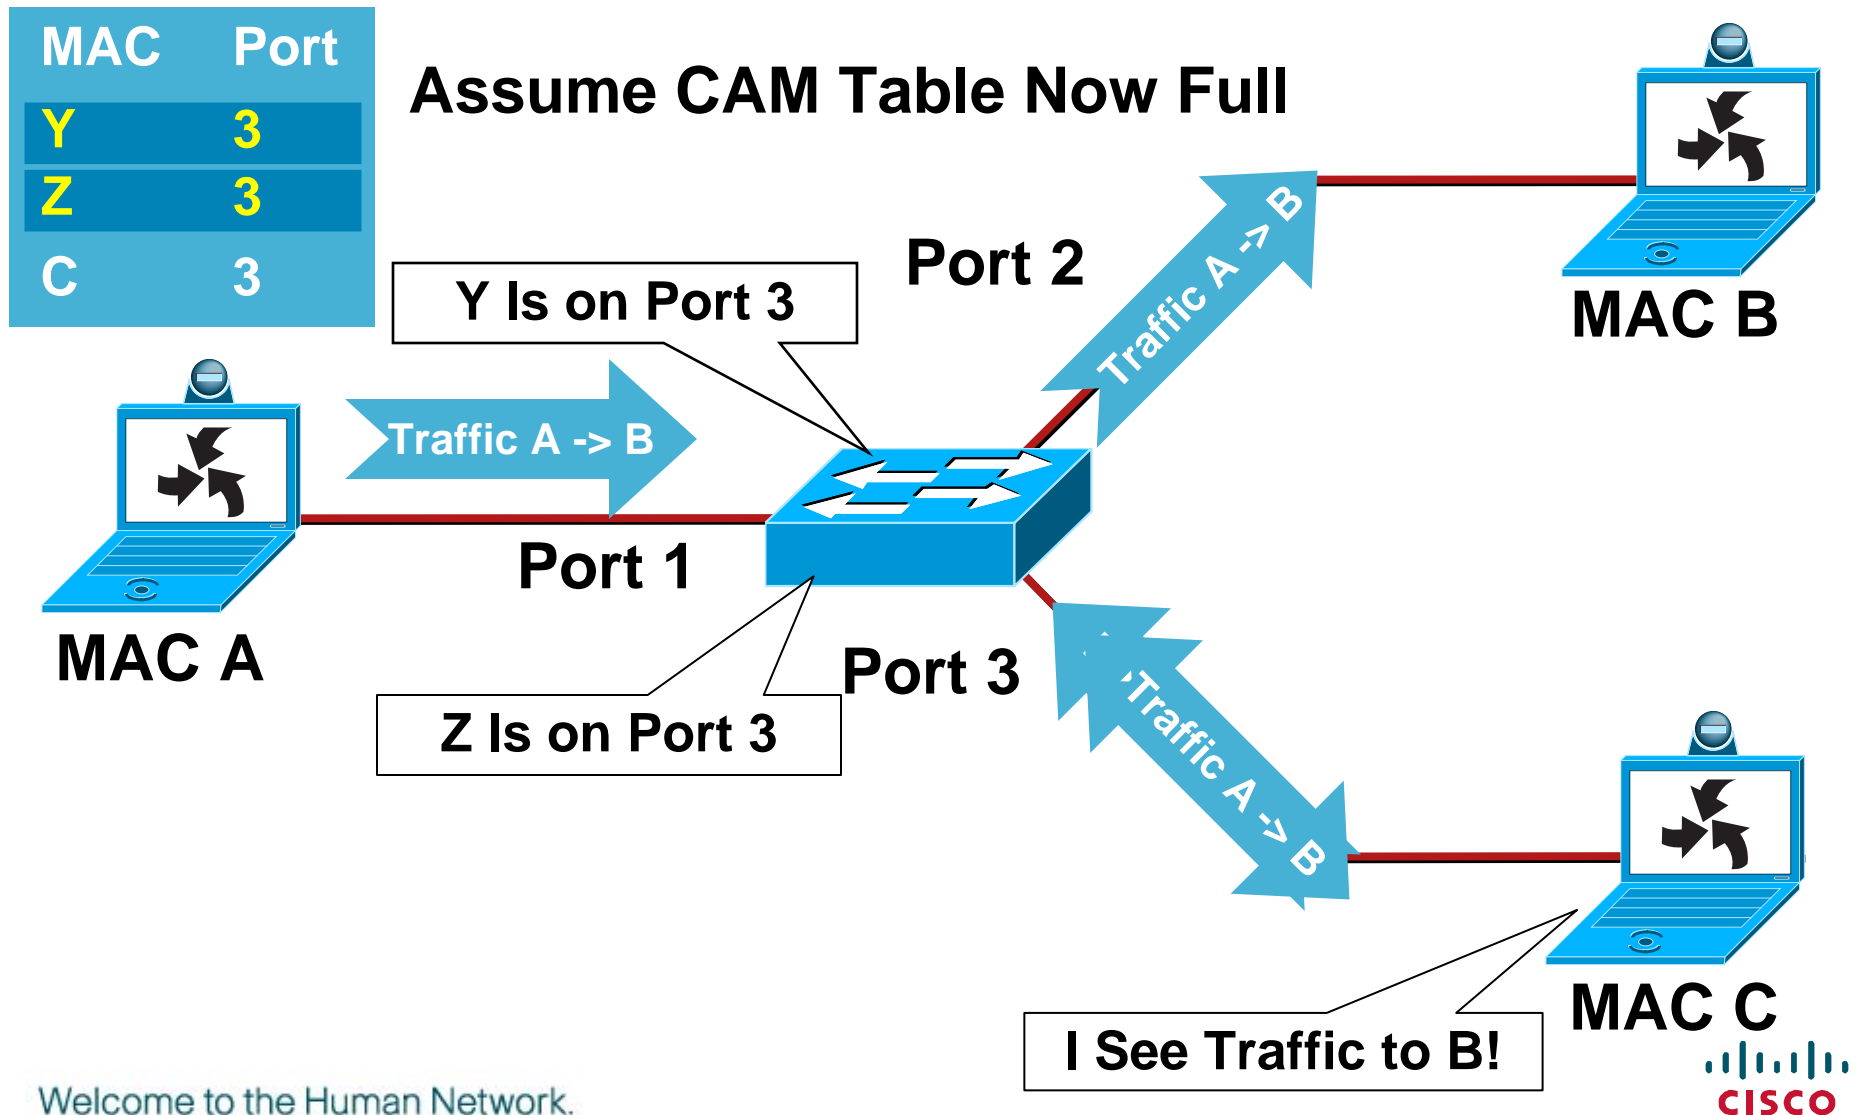 MAC Port
Y 3
Z 3
C 3
Assume CAM Table Now Full
Port 2
Traffic A -> B
MAC B
Y Is on Port 3
Traffic A -> B
Port 1
MAC A
Port 3
Z Is on Port 3
Traffic A -> B
I See Traffic to B!
MAC C
Welcome to the Human Network.
CISCO